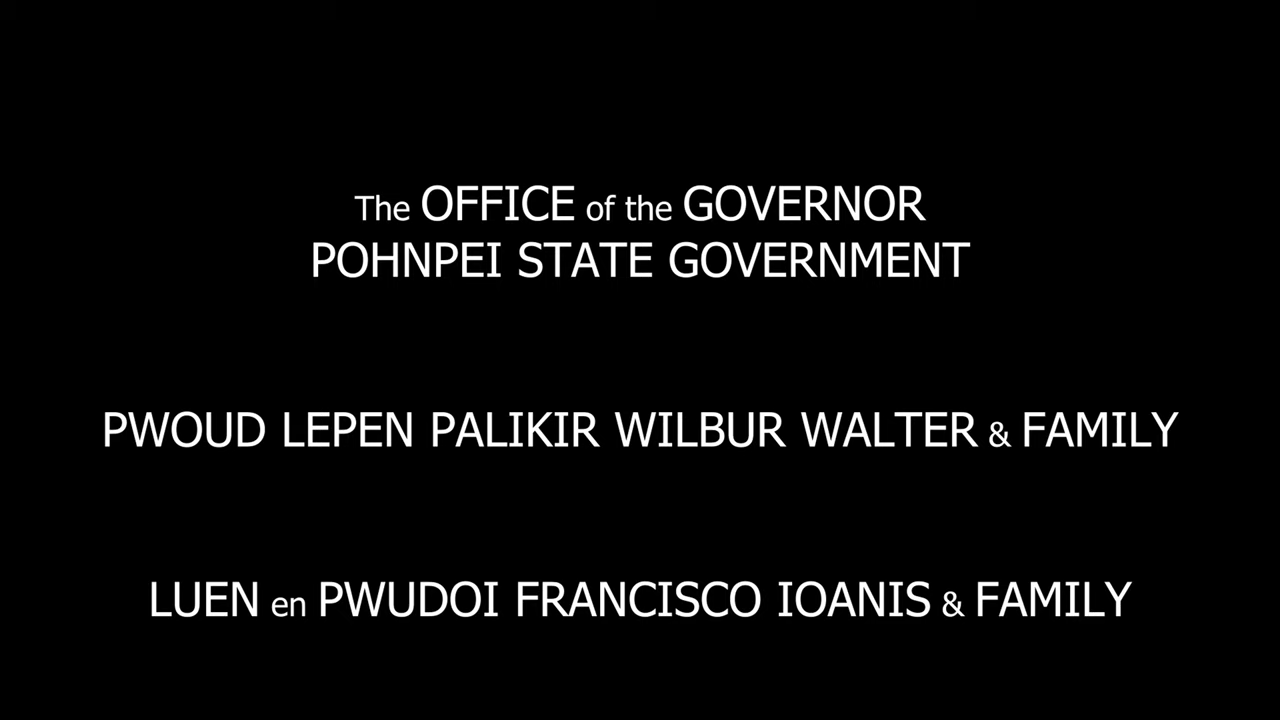 The OFFICE of the GOVERNOR
POHNPEI STATE GOVERNMENT
PWOUD LEPEN PALIKIR WILBUR WALTER & FAMILY
LUEN en PWUDOI FRANCISCO IOANIS & FAMILY